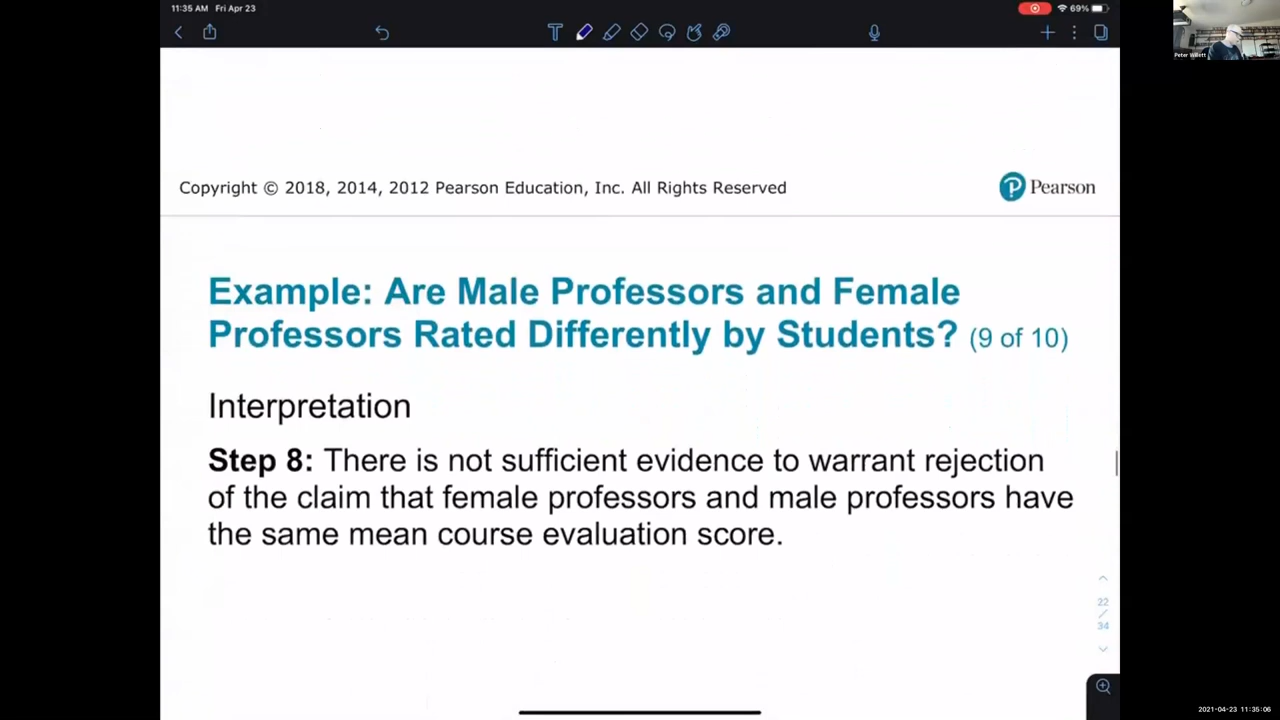 11:35 AM Fri Apr 23
69%
T
Peter Willett
Copyright © 2018, 2014, 2012 Pearson Education, Inc. All Rights Reserved
P Pearson
Example: Are Male Professors and Female
Professors Rated Differently by Students? (9 of 10)
Interpretation
Step 8: There is not sufficient evidence to warrant rejection
of the claim that female professors and male professors have
the same mean course evaluation score.
22
/
34
2021-04-23 11:35:06